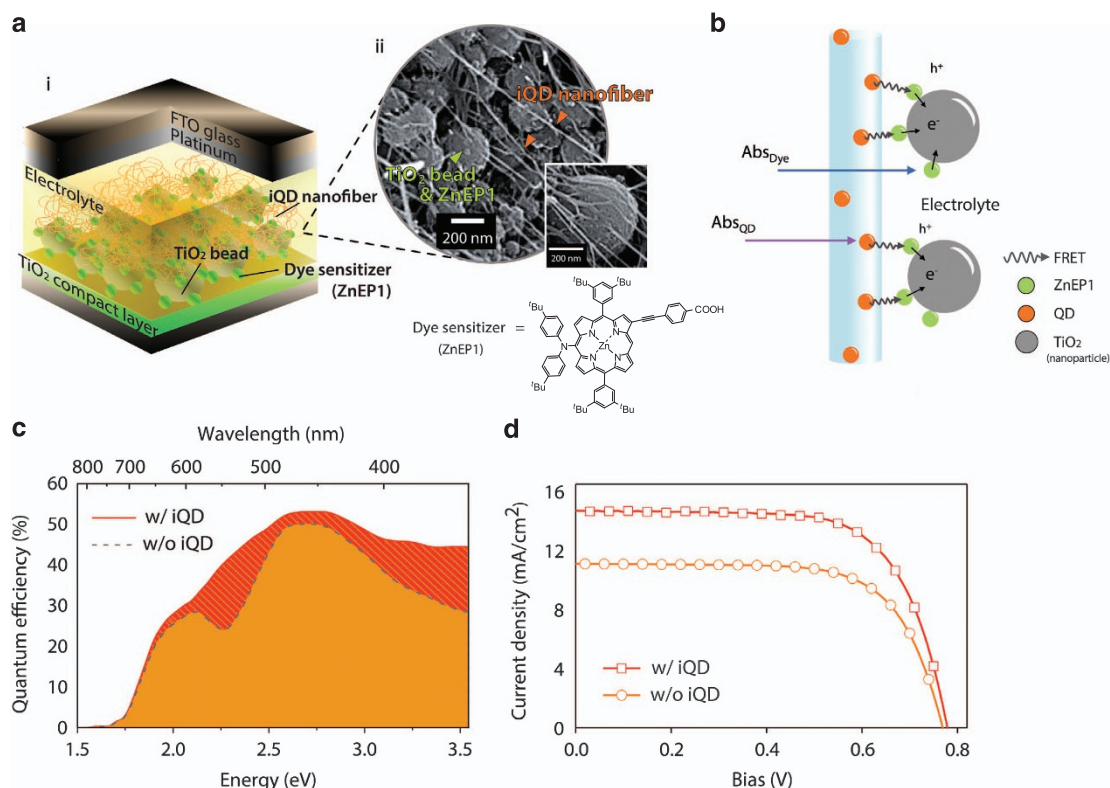 a
i
FTO glass
Platinum
Electrolyte
iQD nanofiber
TiO₂ bead
Dye sensitizer
(ZnEP1)
TiO₂ compact layer
ii
iQD nanofiber
TiO₂ bead
& ZnEP1
200 nm
200 nm
Dye sensitizer =
(ZnEP1)
ᵗBu
ᵗBu
ᵗBu
COOH
N
N
N
Zn
N
N
ᵗBu
ᵗBu
ᵗBu
b
h⁺
e⁻
Abs_Dye
Electrolyte
Abs_QD
h⁺
e⁻
FRET
ZnEP1
QD
TiO₂
(nanoparticle)
c
Wavelength (nm)
800 700 600 500 400
60
50
40
30
20
10
0
Quantum efficiency (%)
w/ iQD
w/o iQD
1.5 2.0 2.5 3.0 3.5
Energy (eV)
d
16
12
8
4
0
Current density (mA/cm²)
w/ iQD
w/o iQD
0.0 0.2 0.4 0.6 0.8
Bias (V)